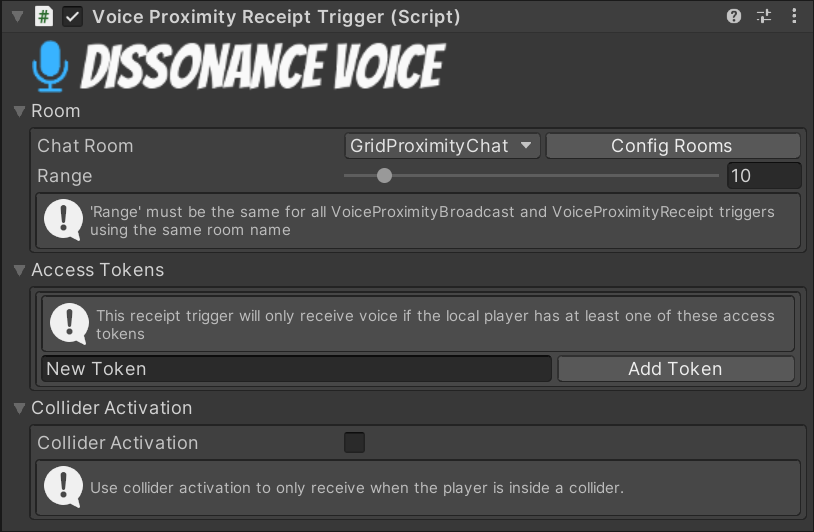 Voice Proximity Receipt Trigger (Script)
DISSONANCE VOICE
Room
Chat Room GridProximityChat Config Rooms
Range 10
'Range' must be the same for all VoiceProximityBroadcast and VoiceProximityReceipt triggers
using the same room name
Access Tokens
This receipt trigger will only receive voice if the local player has at least one of these access
tokens
New Token Add Token
Collider Activation
Collider Activation
Use collider activation to only receive when the player is inside a collider.